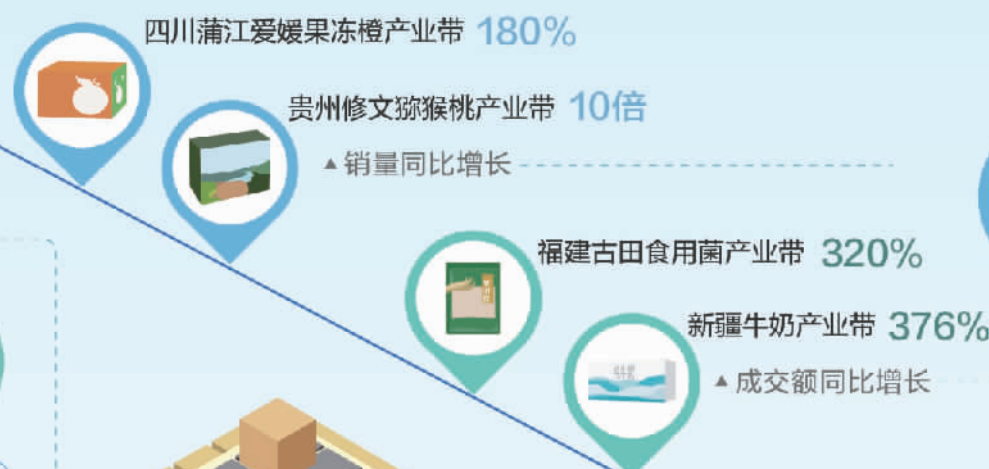 四川蒲江爱媛果冻橙产业带 180%
贵州修文猕猴桃产业带 10倍
▲销量同比增长
福建古田食用菌产业带 320%
新疆牛奶产业带 376%
▲成交额同比增长